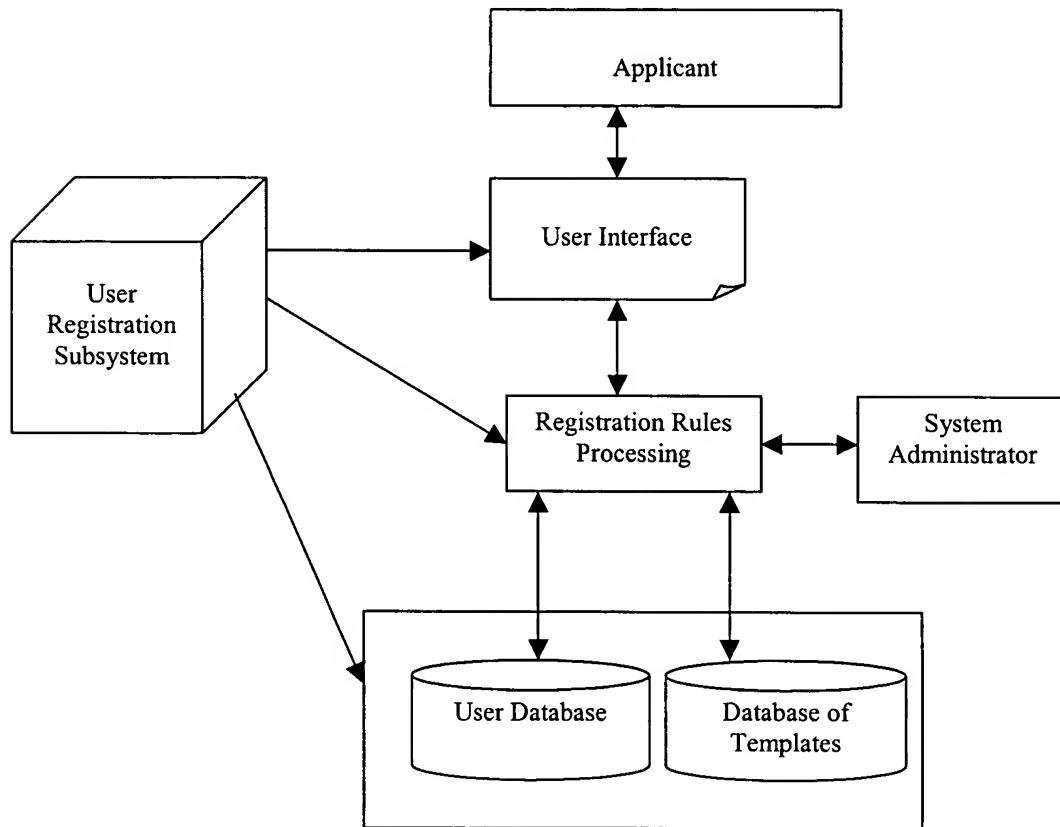 Applicant
User Interface
User
Registration
Subsystem
Registration Rules
Processing
System
Administrator
User Database
Database of
Templates